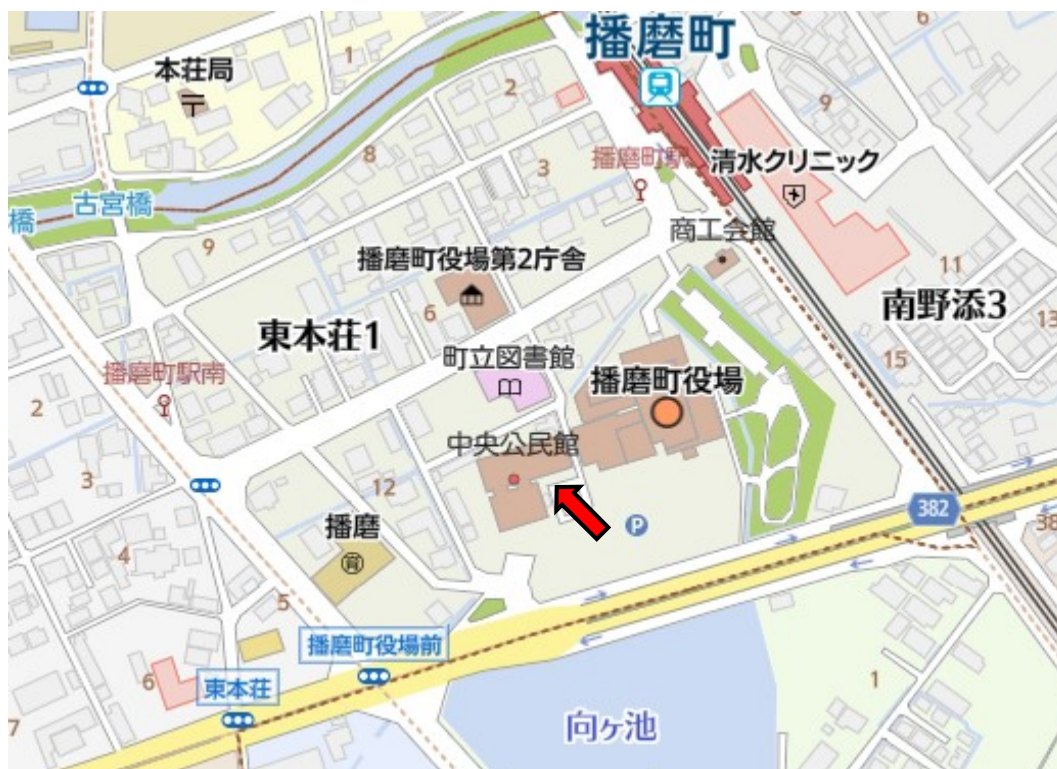 播磨町
6
本荘局
1
2
9
8
3
播磨町駅
清水クリニック
橋
古宮橋
9
商工会館
播磨町役場第2庁舎
11
6
南野添3
東本荘1
13
町立図書館
15
播磨町駅南
播磨町役場
2
中央公民館
3
12
382
播磨
P
38
4
5
播磨町役場前
6
東本荘
1
7
向ヶ池